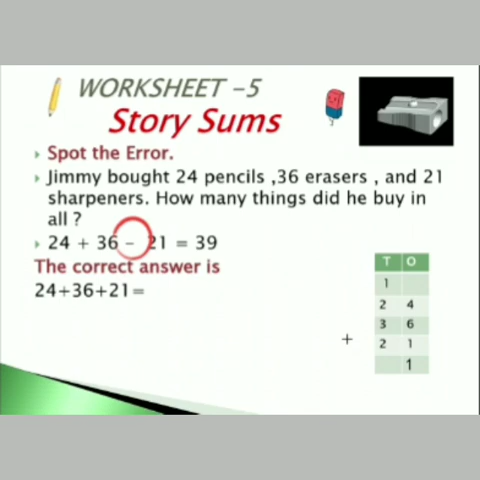 WORKSHEET -5
Story Sums
Spot the Error.
Jimmy bought 24 pencils ,36 erasers , and 21
sharpeners. How many things did he buy in
all ?
24 + 36 - 21 = 39
The correct answer is
24+36+21=
T O
1
2 4
3 6
+ 2 1
1